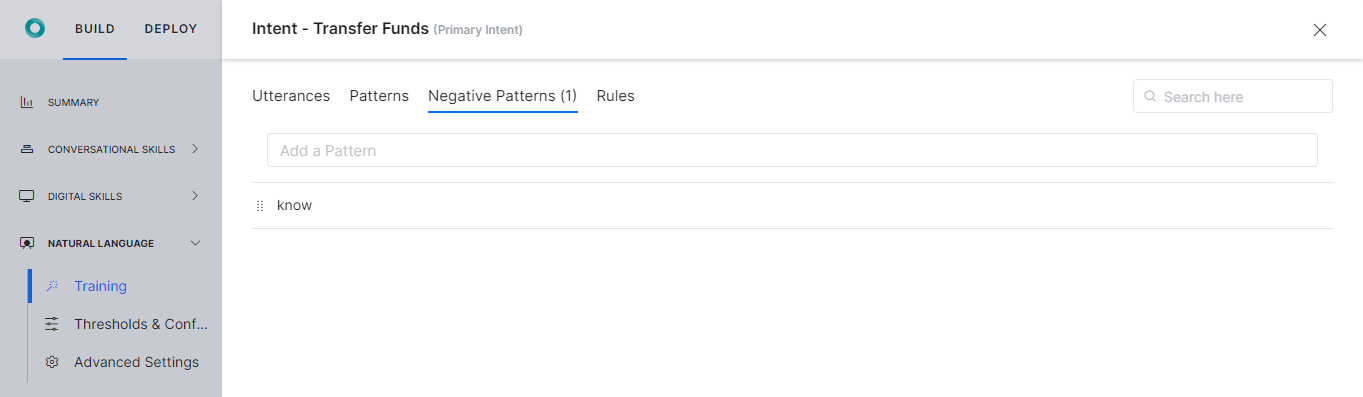 BUILD DEPLOY
Intent - Transfer Funds (Primary Intent)
SUMMARY
CONVERSATIONAL SKILLS
DIGITAL SKILLS
NATURAL LANGUAGE
Training
Thresholds & Conf...
Advanced Settings
Utterances Patterns Negative Patterns (1) Rules
Search here
Add a Pattern
know